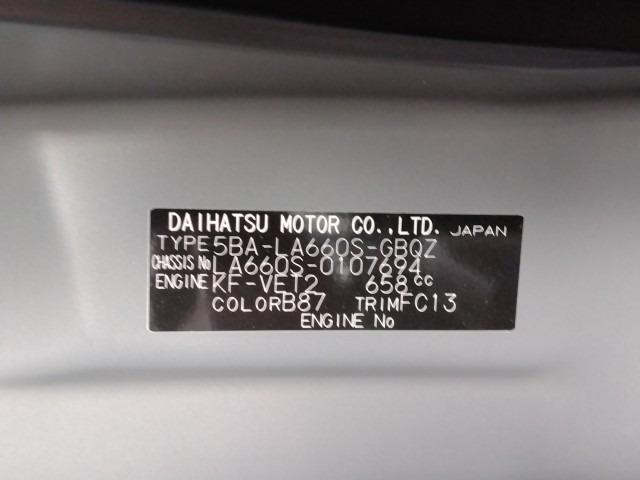 DAIHATSU MOTOR CO.,LTD. JAPAN
TYPE 5BA-LA660S-GBQZ
CHASSIS No LA660S-0107694
ENGINE KF-VET2 658cc
COLOR B87 TRIM FC13
ENGINE No